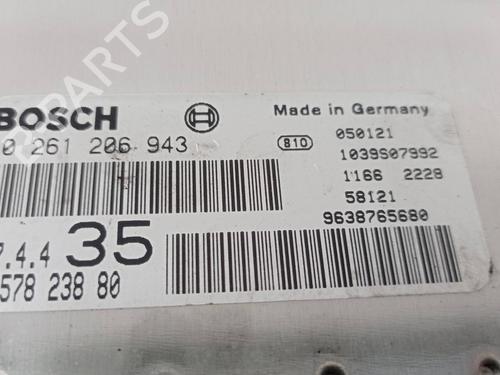 BOSCH
Made in Germany
0 261 206 943
810
050121
1039S07992
1166 2228
58121
9638765680
7.4.4 35
578 238 80
PARTS